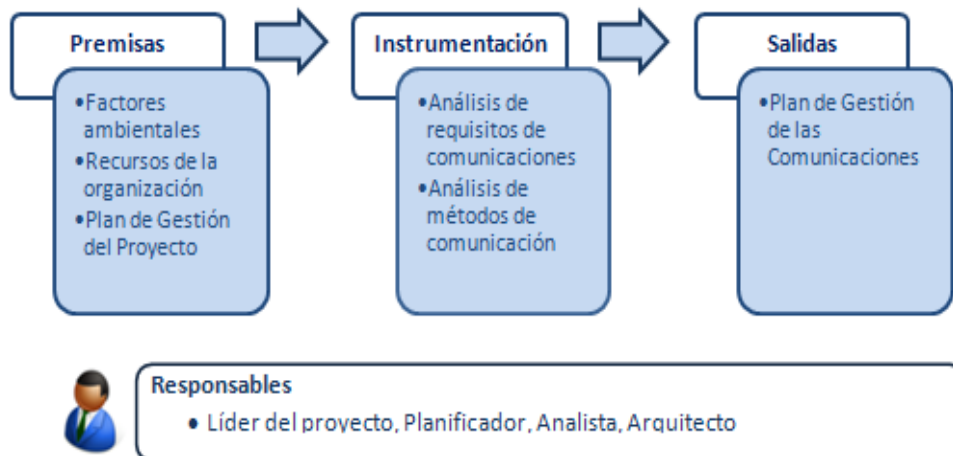 Premisas
•Factores
ambientales
•Recursos de la
organización
•Plan de Gestión
del Proyecto
Instrumentación
•Análisis de
requisitos de
comunicaciones
•Análisis de
métodos de
comunicación
Salidas
•Plan de Gestión
de las
Comunicaciones
Responsables
• Líder del proyecto, Planificador, Analista, Arquitecto